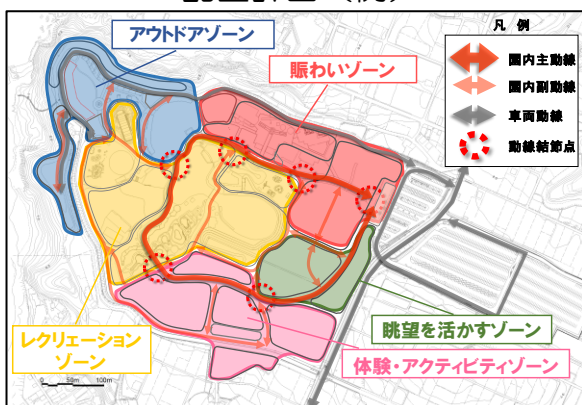 凡 例
園内主動線
園内副動線
車両動線
動線結節点
アウトドアゾーン
賑わいゾーン
レクリエーション
ゾーン
眺望を活かすゾーン
体験・アクティビティゾーン
0 50m 100m